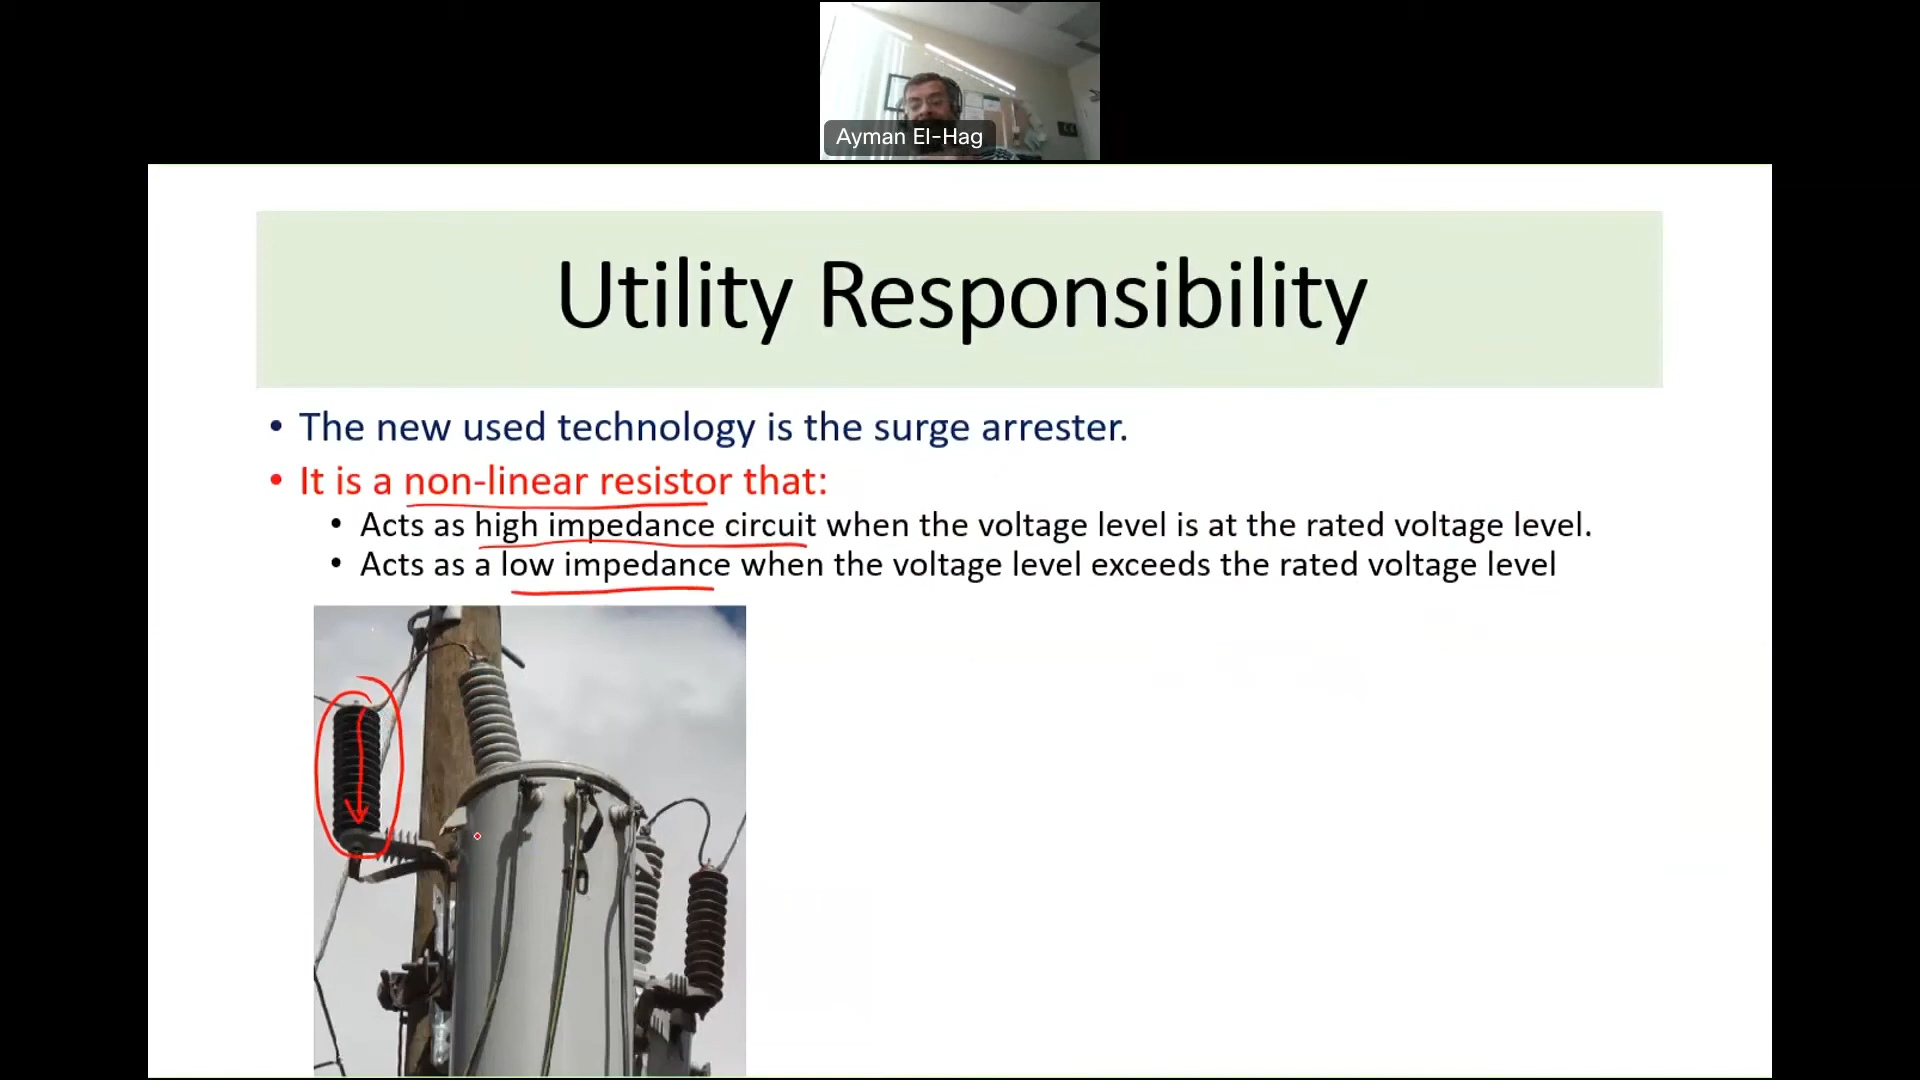 Ayman El-Hag
Utility Responsibility
• The new used technology is the surge arrester.
• It is a non-linear resistor that:
• Acts as high impedance circuit when the voltage level is at the rated voltage level.
• Acts as a low impedance when the voltage level exceeds the rated voltage level